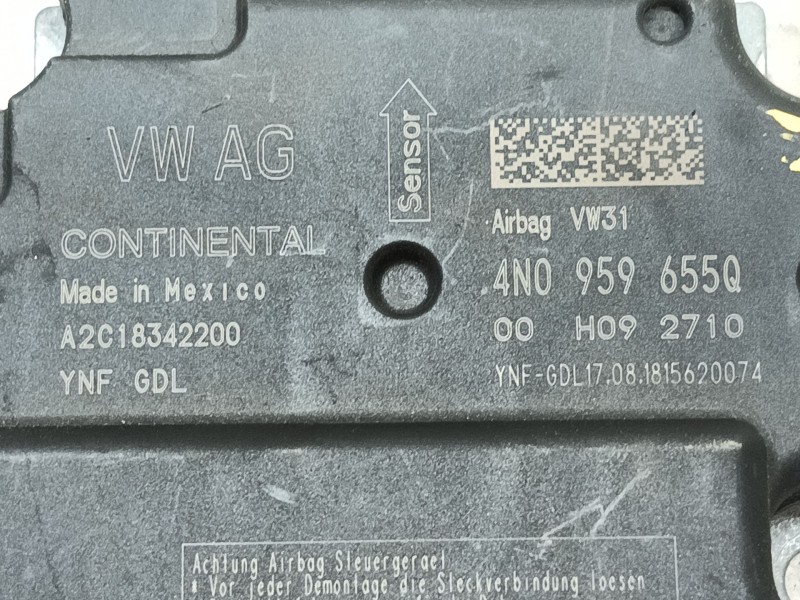 VW AG
Sensor
CONTINENTAL
Made in Mexico
A2C18342200
YNF GDL
Airbag VW31
4N0 959 655Q
00 H09 2710
YNF-GDL17.08.1815620074
Achtung Airbag Steuergeraet
* Vor jeder Demontage die Steckverbindung loesen